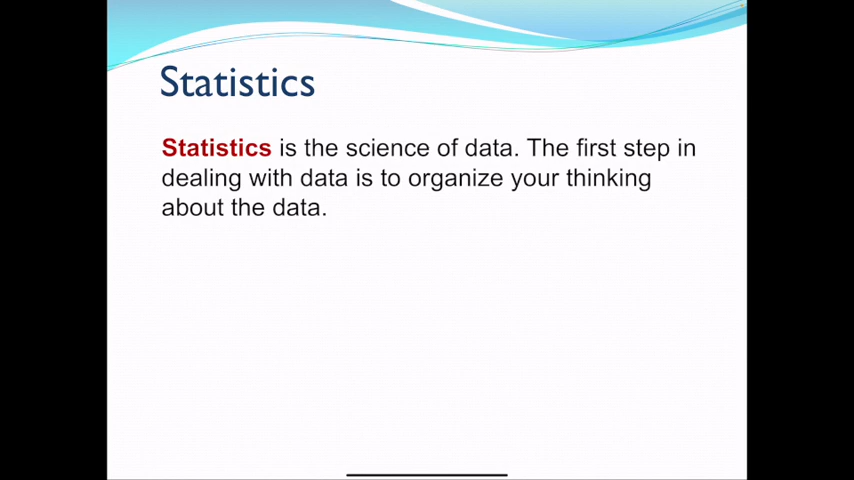 Statistics
Statistics is the science of data. The first step in
dealing with data is to organize your thinking
about the data.